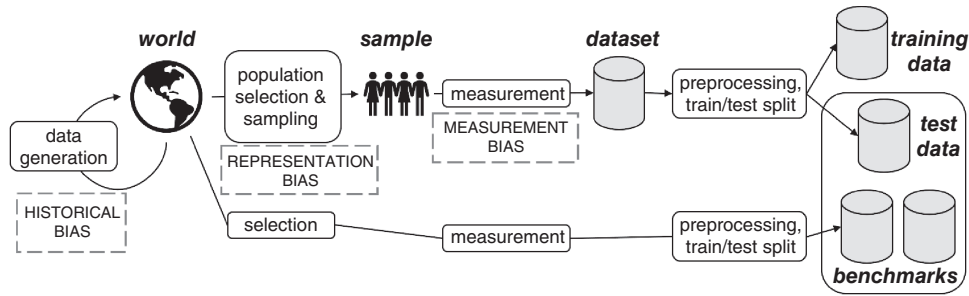 world
sample
dataset
training
data
population
selection &
sampling
measurement
preprocessing,
train/test split
data
generation
test
data
MEASUREMENT
BIAS
REPRESENTATION
BIAS
HISTORICAL
BIAS
selection
measurement
preprocessing,
train/test split
benchmarks